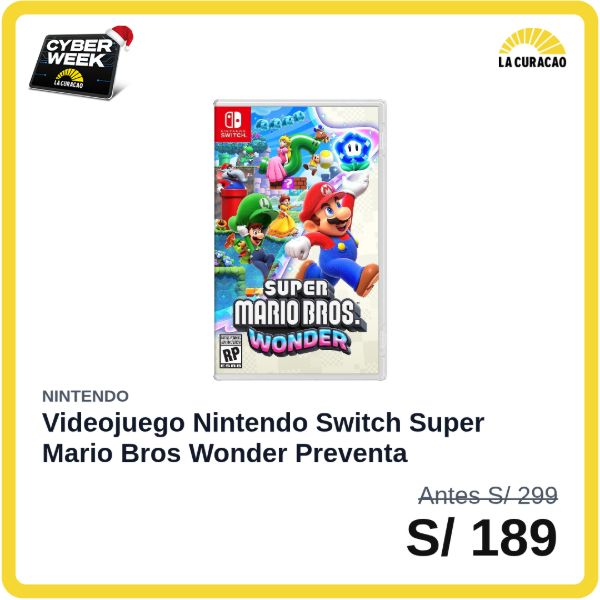 CYBER
WEEK
LA CURACAO
LA CURACAO
NINTENDO
SWITCH
SUPER
MARIO BROS.
WONDER
RP
ESRB
NINTENDO
Videojuego Nintendo Switch Super
Mario Bros Wonder Preventa
Antes S/ 299
S/ 189